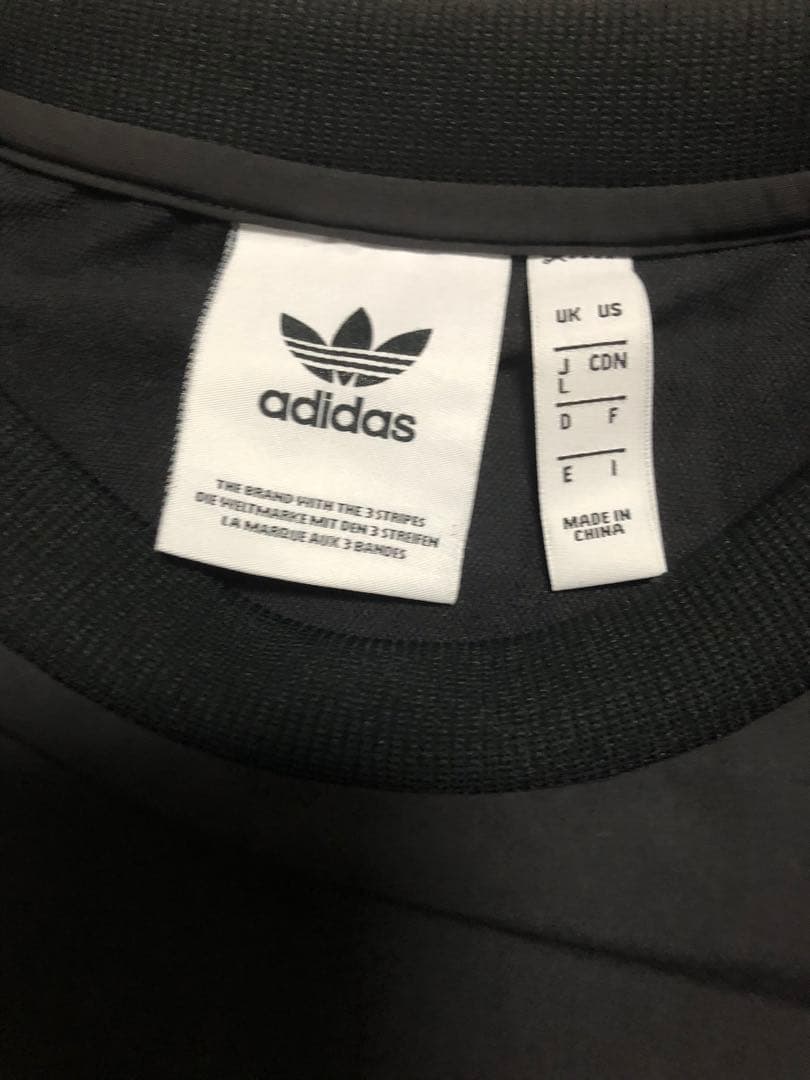 adidas
THE BRAND WITH THE 3 STRIPES
DIE WELTMARKE MIT DEN 3 STREIFEN
LA MARQUE AUX 3 BANDES
UK US
J CDN
L
D F
E I
MADE IN
CHINA